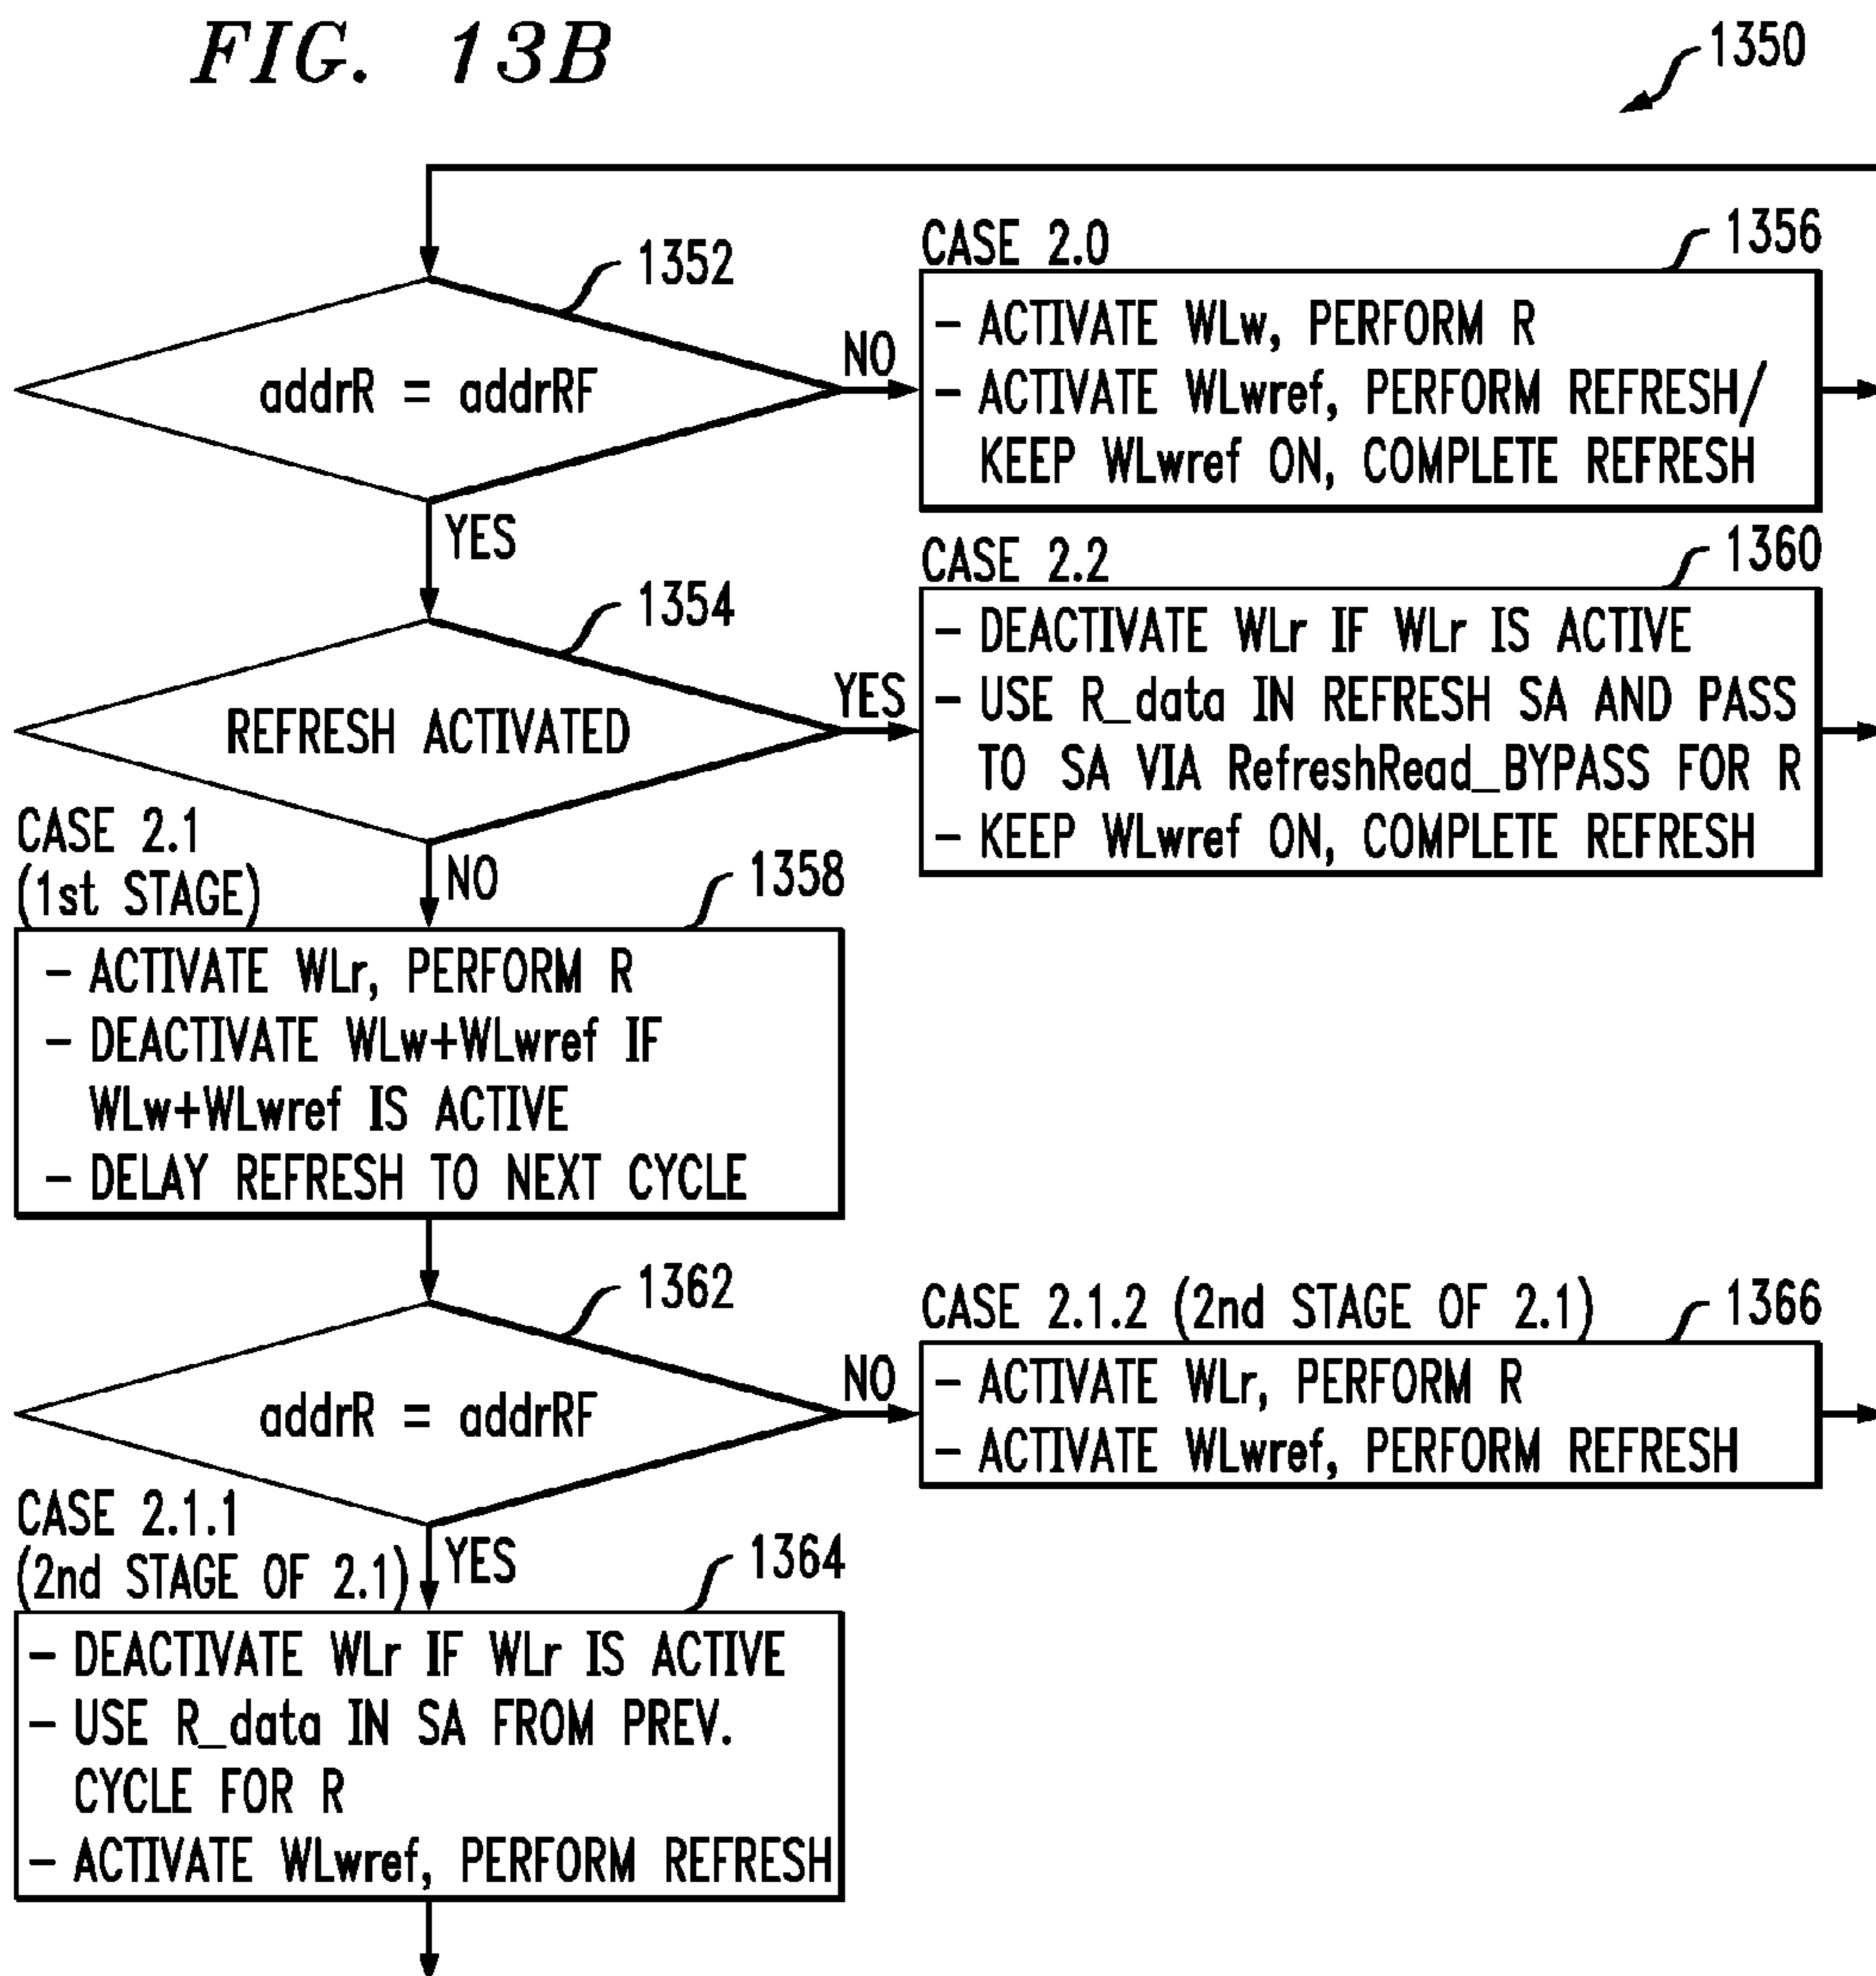 FIG. 13B
1350
1352
addrR = addrRF
NO
YES
CASE 2.0
1356
- ACTIVATE WLw, PERFORM R
- ACTIVATE WLwref, PERFORM REFRESH/
KEEP WLwref ON, COMPLETE REFRESH
1354
REFRESH ACTIVATED
YES
NO
CASE 2.2
1360
- DEACTIVATE WLr IF WLr IS ACTIVE
- USE R_data IN REFRESH SA AND PASS
TO SA VIA RefreshRead_BYPASS FOR R
- KEEP WLwref ON, COMPLETE REFRESH
CASE 2.1
(1st STAGE)
1358
- ACTIVATE WLr, PERFORM R
- DEACTIVATE WLw+WLwref IF
WLw+WLwref IS ACTIVE
- DELAY REFRESH TO NEXT CYCLE
1362
addrR = addrRF
NO
YES
CASE 2.1.2 (2nd STAGE OF 2.1)
1366
- ACTIVATE WLr, PERFORM R
- ACTIVATE WLwref, PERFORM REFRESH
CASE 2.1.1
(2nd STAGE OF 2.1)
1364
- DEACTIVATE WLr IF WLr IS ACTIVE
- USE R_data IN SA FROM PREV.
CYCLE FOR R
- ACTIVATE WLwref, PERFORM REFRESH